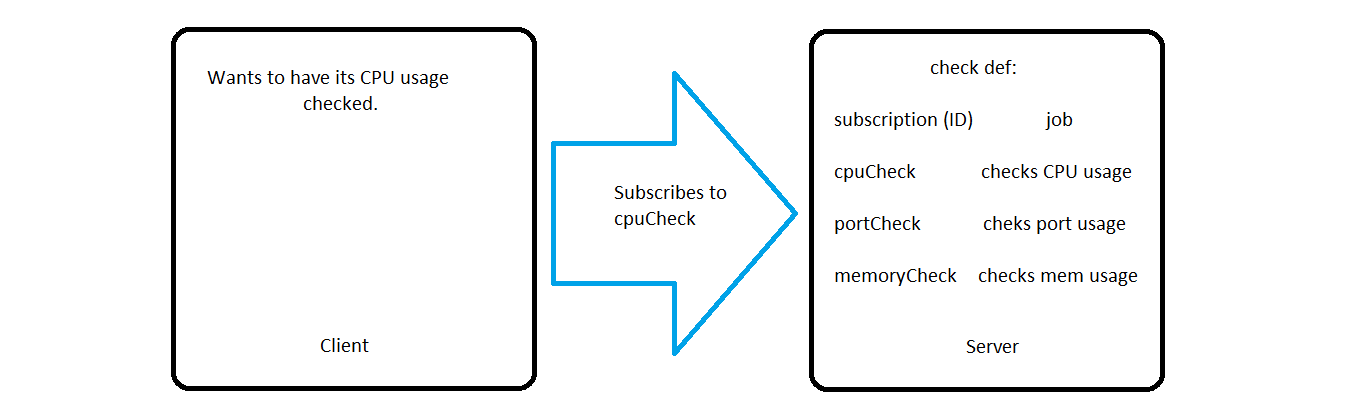 Wants to have its CPU usage
checked.
Client
Subscribes to
cpuCheck
check def:
subscription (ID) job
cpuCheck checks CPU usage
portCheck cheks port usage
memoryCheck checks mem usage
Server